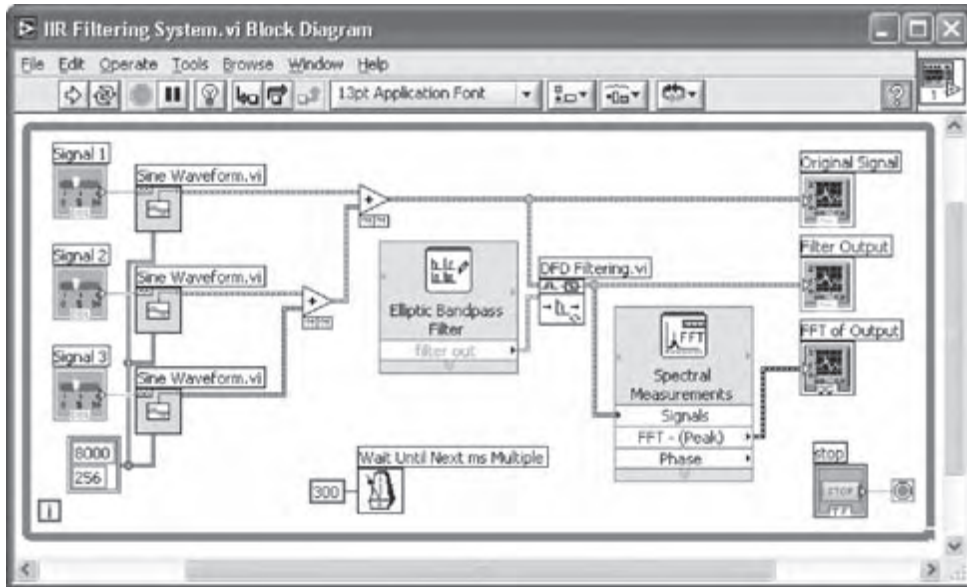 IIR Filtering System.vi Block Diagram
File Edit Operate Tools Browse Window Help
13pt Application Font
1
Signal 1
Sine Waveform.vi
Original Signal
Signal 2
Sine Waveform.vi
Filter Output
DFD Filtering.vi
Elliptic Bandpass
Filter
filter out
FFT of Output
FFT
Signal 3
Sine Waveform.vi
Spectral
Measurements
Signals
FFT - (Peak)
Phase
8000
256
Wait Until Next ms Multiple
300
stop
STOP
TF
i